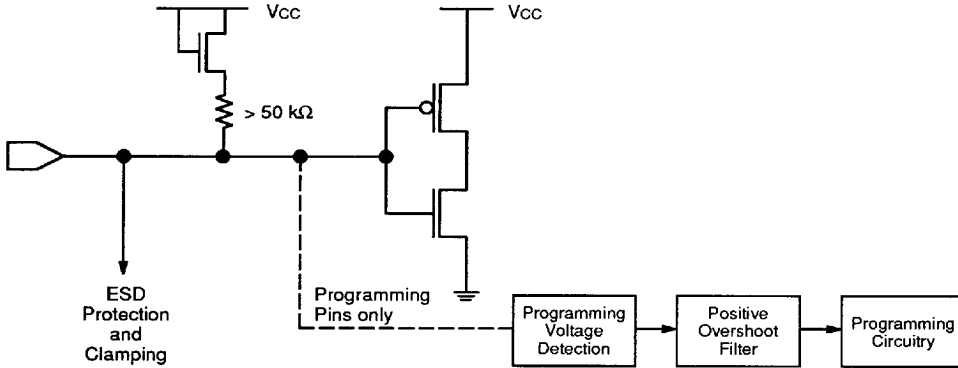 VCC
VCC
> 50 kΩ
ESD
Protection
and
Clamping
Programming
Pins only
Programming
Voltage
Detection
Positive
Overshoot
Filter
Programming
Circuitry